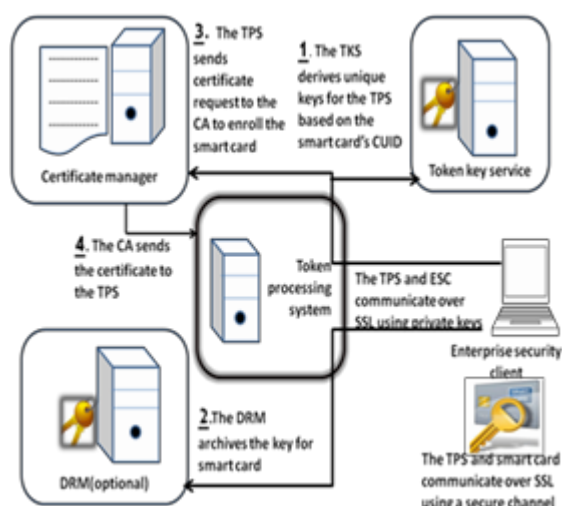 3. The TPS
sends
certificate
request to the
CA to enroll the
smart card
1. The TKS
derives unique
keys for the TPS
based on the
smart card's CUID
Certificate manager
Token key service
4. The CA sends
the certificate to
the TPS
Token
processing
system
The TPS and ESC
communicate over
SSL using private keys
Enterprise security
client
2.The DRM
archives the key for
smart card
DRM(optional)
The TPS and smart card
communicate over SSL
using a secure channel